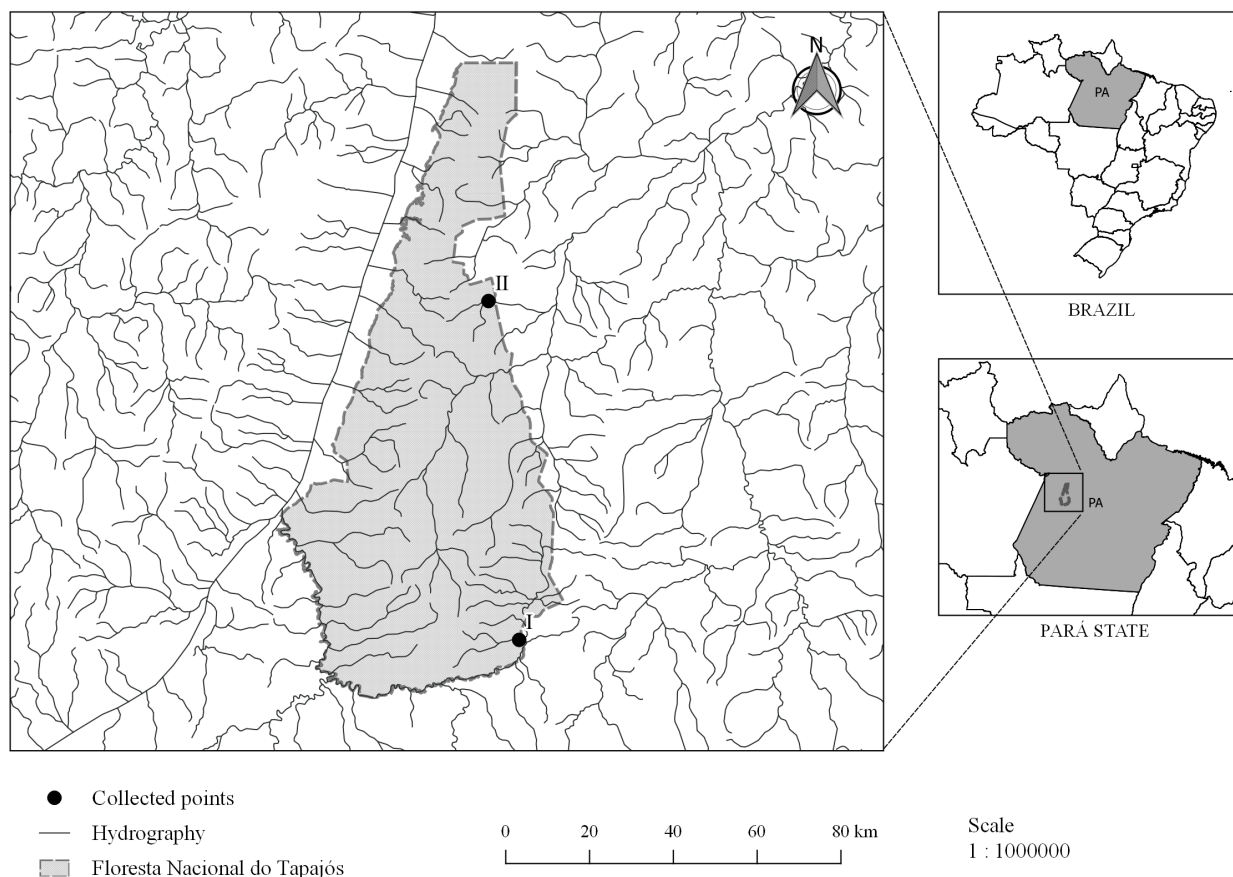 N
II
I
PA
BRAZIL
PA
PARÁ STATE
Collected points
Hydrography
Floresta Nacional do Tapajós
0 20 40 60 80 km
Scale
1 : 1000000